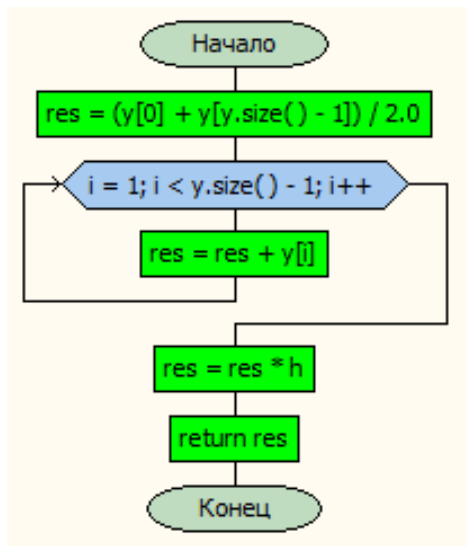 Начало
res = (y[0] + y[y.size() - 1]) / 2.0
i = 1; i < y.size() - 1; i++
res = res + y[i]
res = res * h
return res
Конец